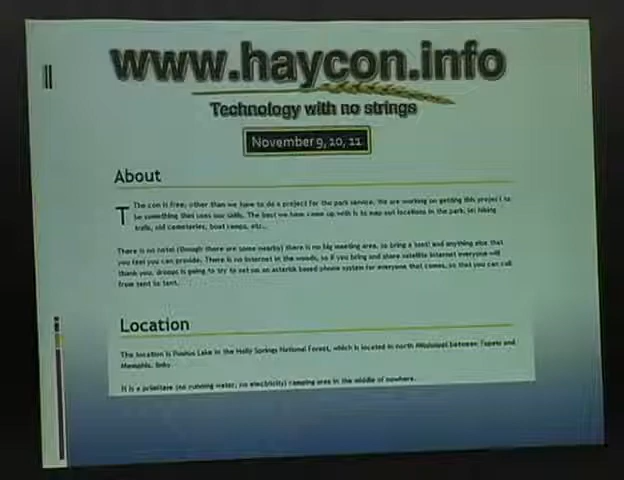 www.haycon.info
Technology with no strings
November 9, 10, 11
About
The con is free, other than we have to do a project for the park service. We are working on getting this project to
be something that uses our skills. The best we have come up with is to map out locations in the park, ie: hiking
trails, old cemeteries, boat ramps, etc..
There is no hotel (though there are some nearby) there is no big meeting area, so bring a tent! and anything else that
you feel you can provide. There is no internet in the woods, so if you bring and share satellite internet everyone will
thank you. droops is going to try to set up an asterisk based phone system for everyone that comes, so that you can call
from tent to tent.
Location
The location is Puskus Lake in the Holly Springs National Forest, which is located in north Mississippi between Tupelo and
Memphis. linky
It is a primitive (no running water, no electricity) camping area in the middle of nowhere.